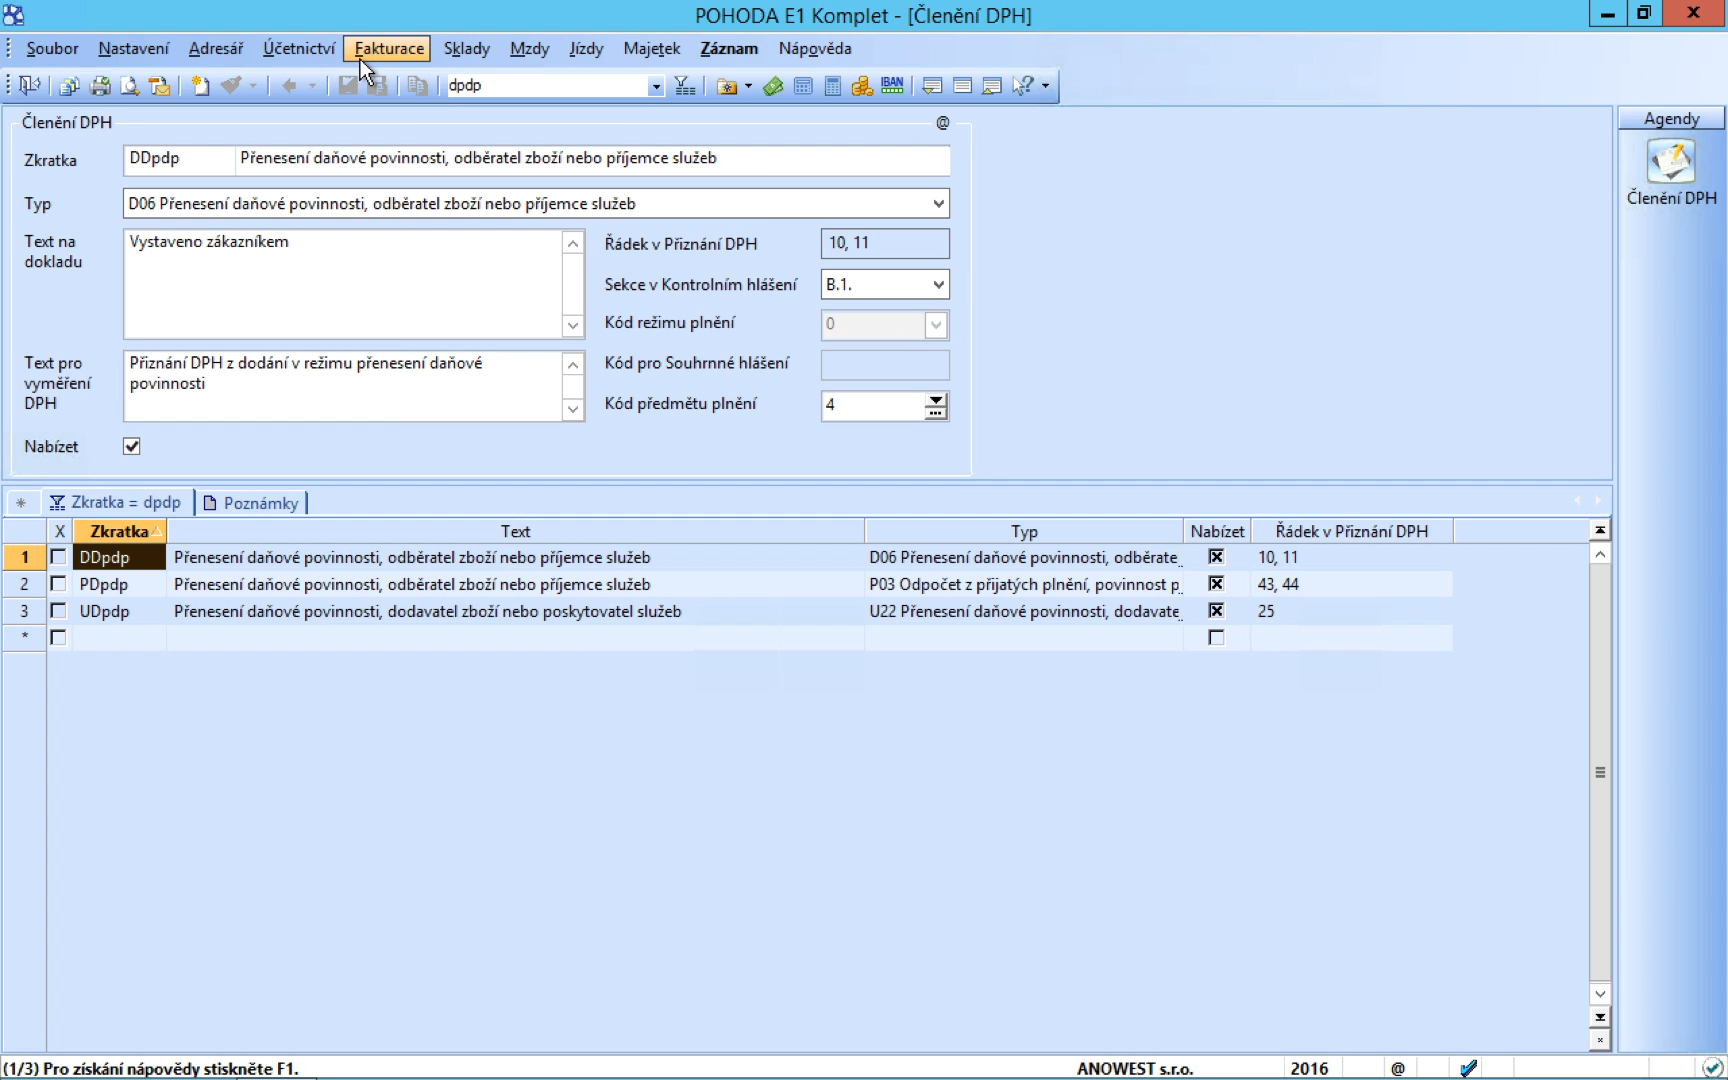 POHODA E1 Komplet - [Členění DPH]
Soubor Nastavení Adresář Účetnictví Fakturace Sklady Mzdy Jízdy Majetek Záznam Nápověda
dpdp IBAN
Členění DPH @
Zkratka DDpdp Přenesení daňové povinnosti, odběratel zboží nebo příjemce služeb
Typ D06 Přenesení daňové povinnosti, odběratel zboží nebo příjemce služeb
Text na dokladu
Vystaveno zákazníkem
Řádek v Přiznání DPH 10, 11
Sekce v Kontrolním hlášení B.1.
Kód režimu plnění 0
Text pro
vyměření
DPH
Přiznání DPH z dodání v režimu přenesení daňové
povinnosti
Kód pro Souhrnné hlášení
Kód předmětu plnění 4
Nabízet
Agendy
Členění DPH
* Zkratka = dpdp Poznámky
X Zkratka Text Typ Nabízet Řádek v Přiznání DPH
1 DDpdp Přenesení daňové povinnosti, odběratel zboží nebo příjemce služeb D06 Přenesení daňové povinnosti, odběrate... 10, 11
2 PDpdp Přenesení daňové povinnosti, odběratel zboží nebo příjemce služeb P03 Odpočet z přijatých plnění, povinnost p... 43, 44
3 UDpdp Přenesení daňové povinnosti, dodavatel zboží nebo poskytovatel služeb U22 Přenesení daňové povinnosti, dodavate... 25
*
(1/3) Pro získání nápovědy stiskněte F1. ANOWEST s.r.o. 2016 @